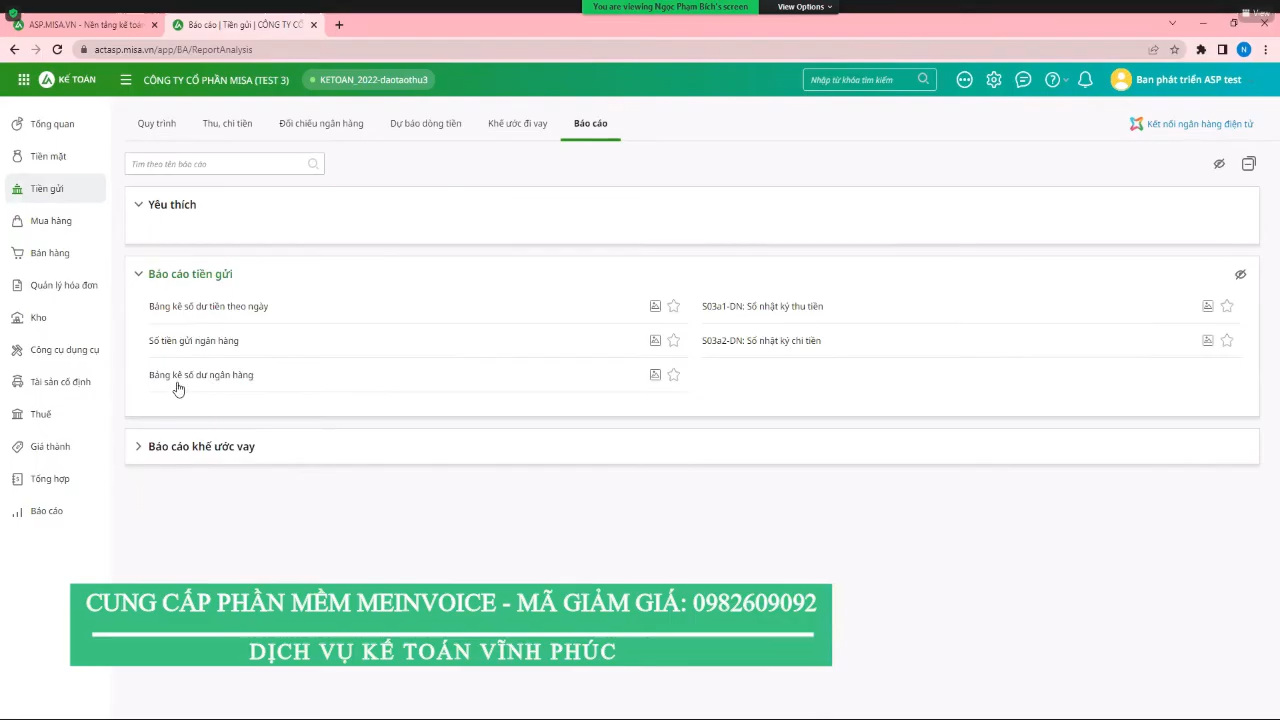 You are viewing Ngọc Phạm Bích's screen
View Options
View
ASP.MISA.VN - Nền tảng kế toán
Báo cáo | Tiền gửi | CÔNG TY CỔ
actasp.misa.vn/app/BA/ReportAnalysis
N
KẾ TOÁN
CÔNG TY CỔ PHẦN MISA (TEST 3)
KETOAN_2022-daotaothu3
Nhập từ khóa tìm kiếm
Ban phát triển ASP test
Tổng quan
Tiền mặt
Tiền gửi
Mua hàng
Bán hàng
Quản lý hóa đơn
Kho
Công cụ dụng cụ
Tài sản cố định
Thuế
Giá thành
Tổng hợp
Báo cáo
Quy trình
Thu, chi tiền
Đối chiếu ngân hàng
Dự báo dòng tiền
Khế ước đi vay
Báo cáo
Kết nối ngân hàng điện tử
Tìm theo tên báo cáo
Yêu thích
Báo cáo tiền gửi
Bảng kê số dư tiền theo ngày
S03a1-DN: Sổ nhật ký thu tiền
Sổ tiền gửi ngân hàng
S03a2-DN: Sổ nhật ký chi tiền
Bảng kê số dư ngân hàng
Báo cáo khế ước vay
CUNG CẤP PHẦN MỀM MEINVOICE - MÃ GIẢM GIÁ: 0982609092
DỊCH VỤ KẾ TOÁN VĨNH PHÚC